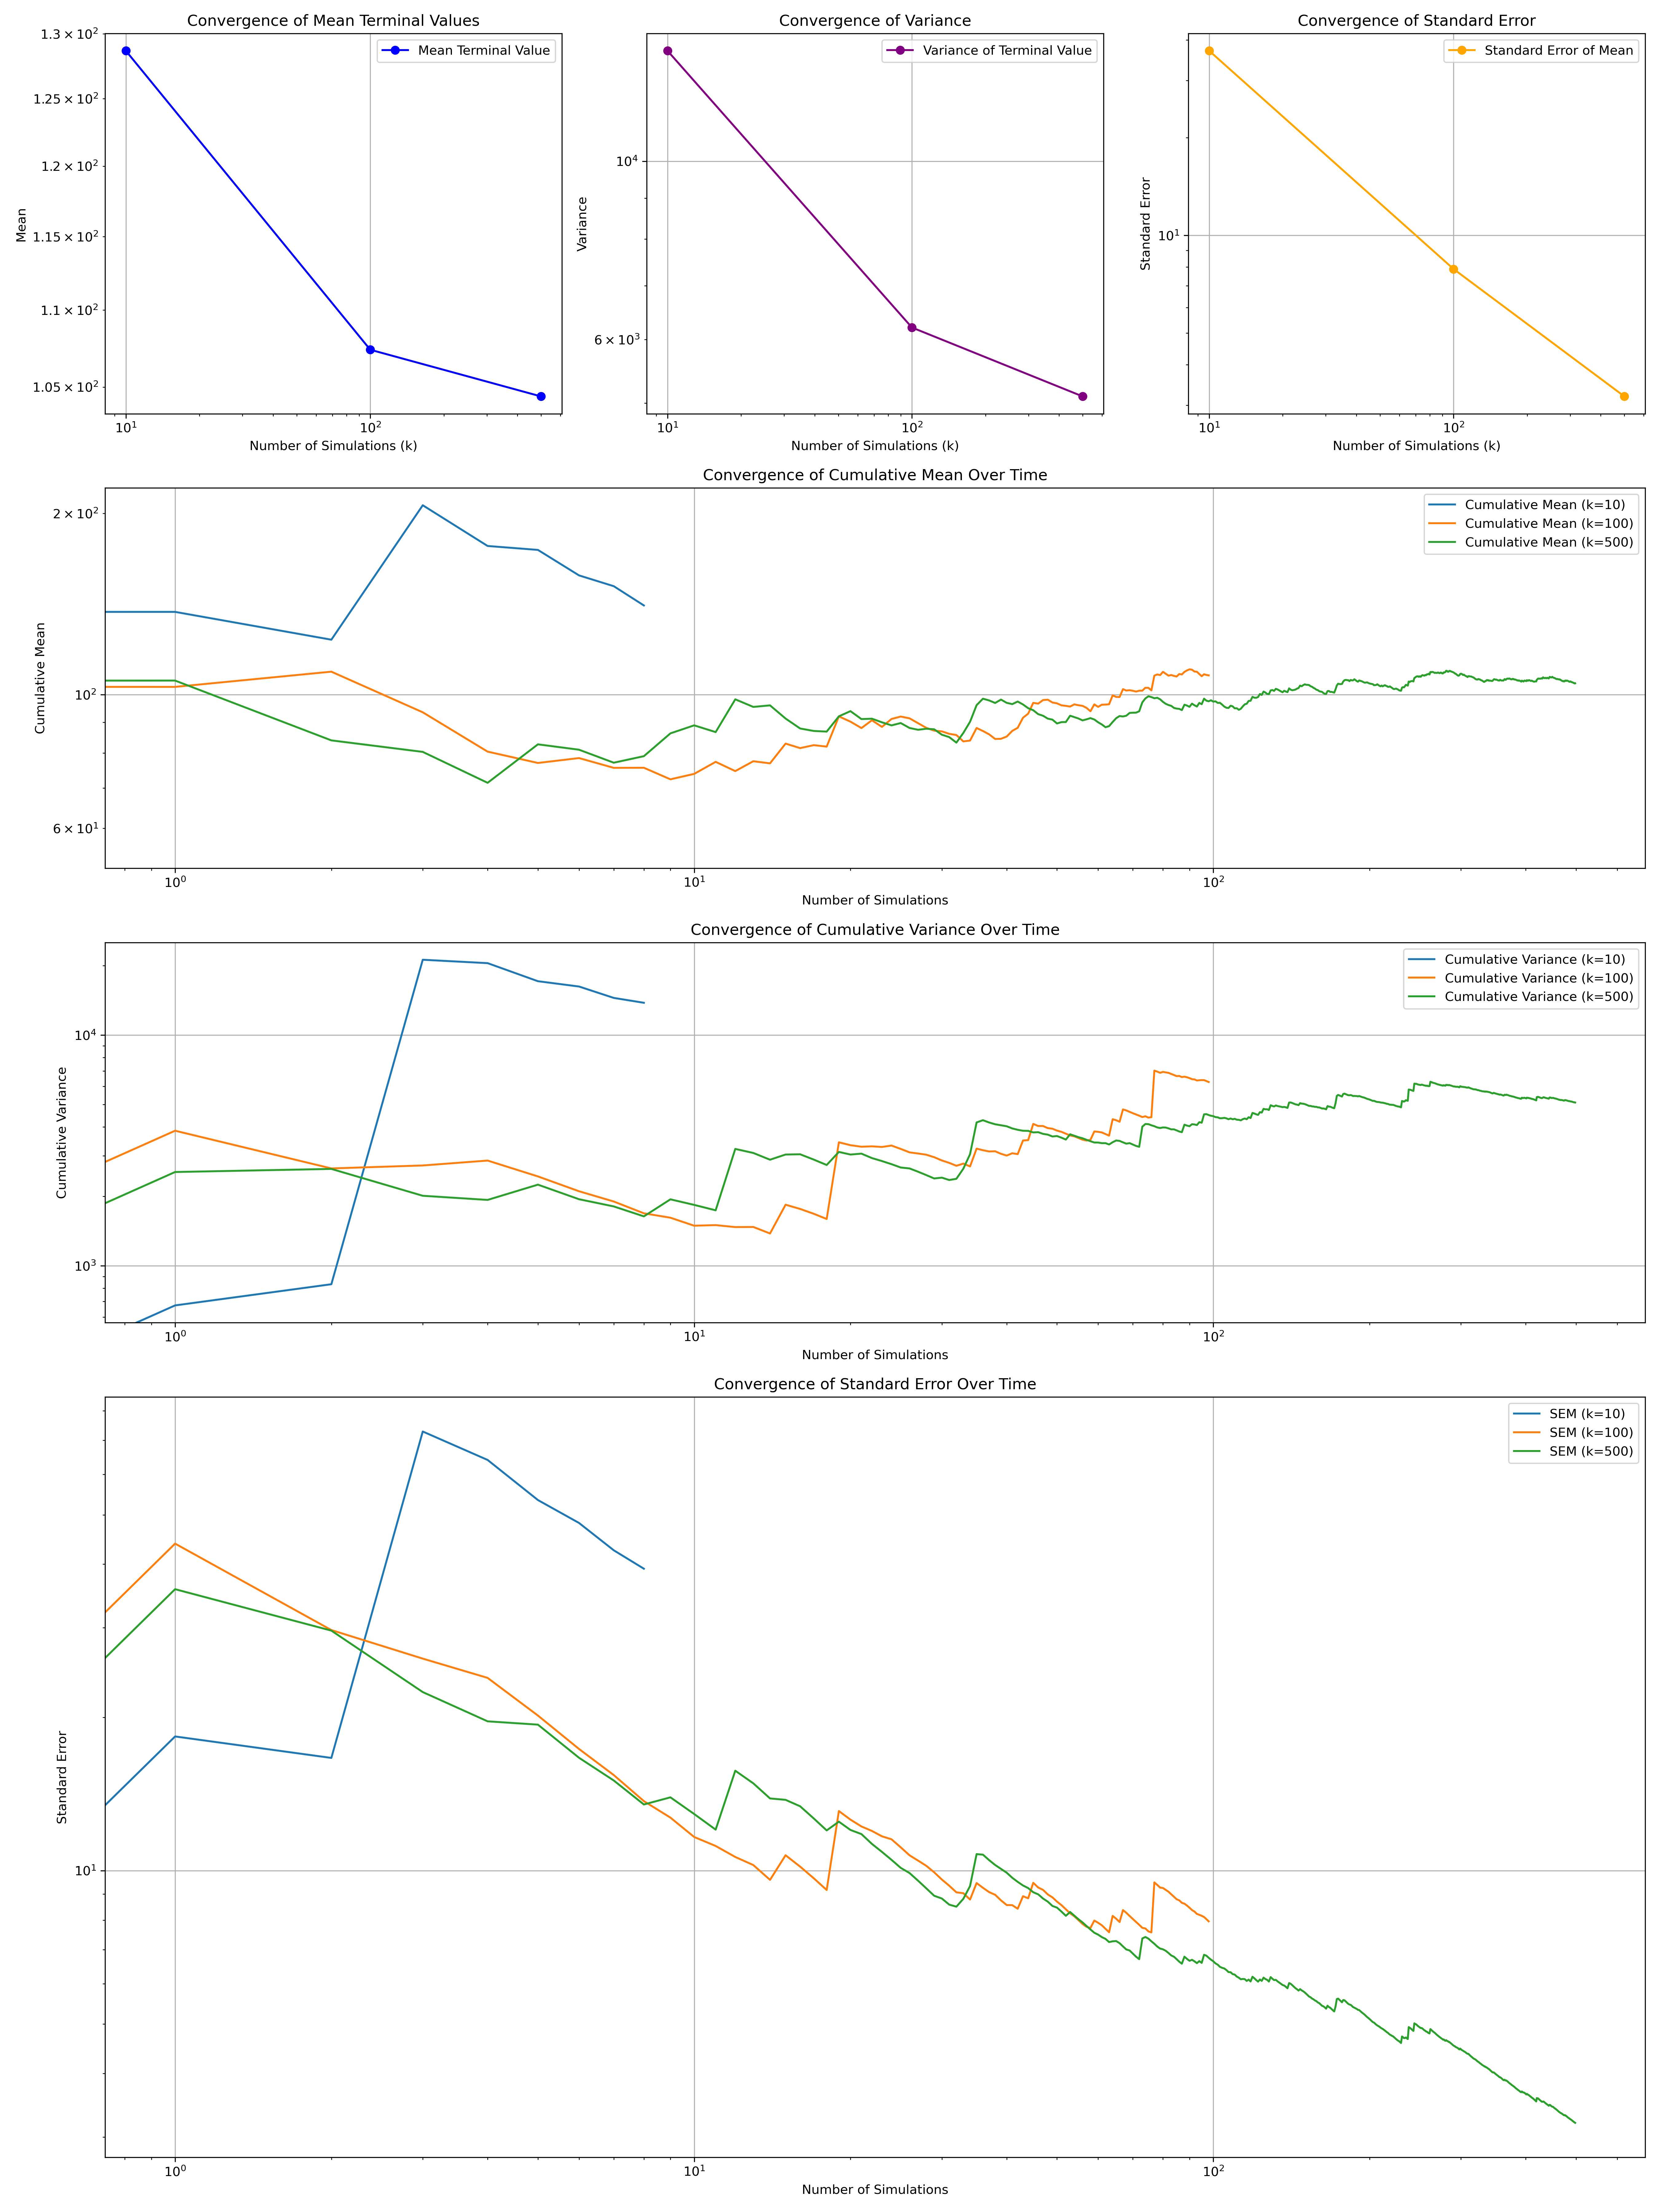 Convergence of Mean Terminal Values
1.3 × 10²
1.25 × 10²
1.2 × 10²
1.15 × 10²
1.1 × 10²
1.05 × 10²
Mean
Mean Terminal Value
10¹ 10²
Number of Simulations (k)
Convergence of Variance
10⁴
6 × 10³
Variance
Variance of Terminal Value
10¹ 10²
Number of Simulations (k)
Convergence of Standard Error
10¹
Standard Error
Standard Error of Mean
10¹ 10²
Number of Simulations (k)
Convergence of Cumulative Mean Over Time
2 × 10²
10²
6 × 10¹
Cumulative Mean
Cumulative Mean (k=10)
Cumulative Mean (k=100)
Cumulative Mean (k=500)
10⁰ 10¹ 10²
Number of Simulations
Convergence of Cumulative Variance Over Time
10⁴
10³
Cumulative Variance
Cumulative Variance (k=10)
Cumulative Variance (k=100)
Cumulative Variance (k=500)
10⁰ 10¹ 10²
Number of Simulations
Convergence of Standard Error Over Time
10¹
Standard Error
SEM (k=10)
SEM (k=100)
SEM (k=500)
10⁰ 10¹ 10²
Number of Simulations